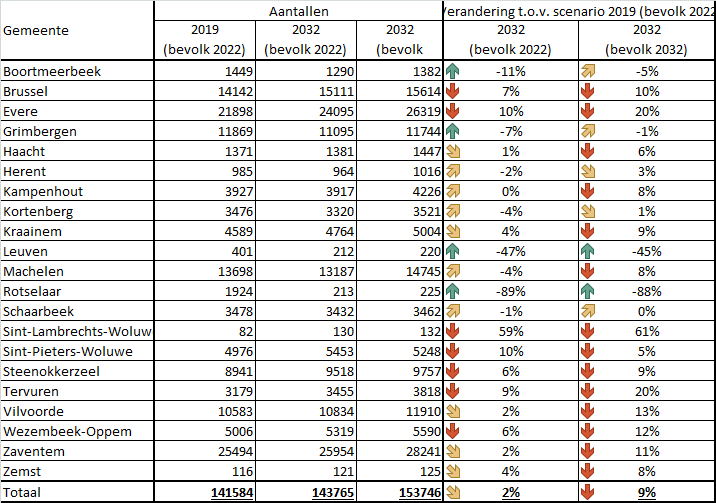 Aantallen Verandering t.o.v. scenario 2019 (bevolk 2022
Gemeente 2019 2032 2032 2032 2032
(bevolk 2022) (bevolk 2022) (bevolk (bevolk 2022) (bevolk 2032)
Boortmeerbeek 1449 1290 1382 -11% -5%
Brussel 14142 15111 15614 7% 10%
Evere 21898 24095 26319 10% 20%
Grimbergen 11869 11095 11744 -7% -1%
Haacht 1371 1381 1447 1% 6%
Herent 985 964 1016 -2% 3%
Kampenhout 3927 3917 4226 0% 8%
Kortenberg 3476 3320 3521 -4% 1%
Kraainem 4589 4764 5004 4% 9%
Leuven 401 212 220 -47% -45%
Machelen 13698 13187 14745 -4% 8%
Rotselaar 1924 213 225 -89% -88%
Schaarbeek 3478 3432 3462 -1% 0%
Sint-Lambrechts-Woluw 82 130 132 59% 61%
Sint-Pieters-Woluwe 4976 5453 5248 10% 5%
Steenokkerzeel 8941 9518 9757 6% 9%
Tervuren 3179 3455 3818 9% 20%
Vilvoorde 10583 10834 11910 2% 13%
Wezembeek-Oppem 5006 5319 5590 6% 12%
Zaventem 25494 25954 28241 2% 11%
Zemst 116 121 125 4% 8%
Totaal 141584 143765 153746 2% 9%